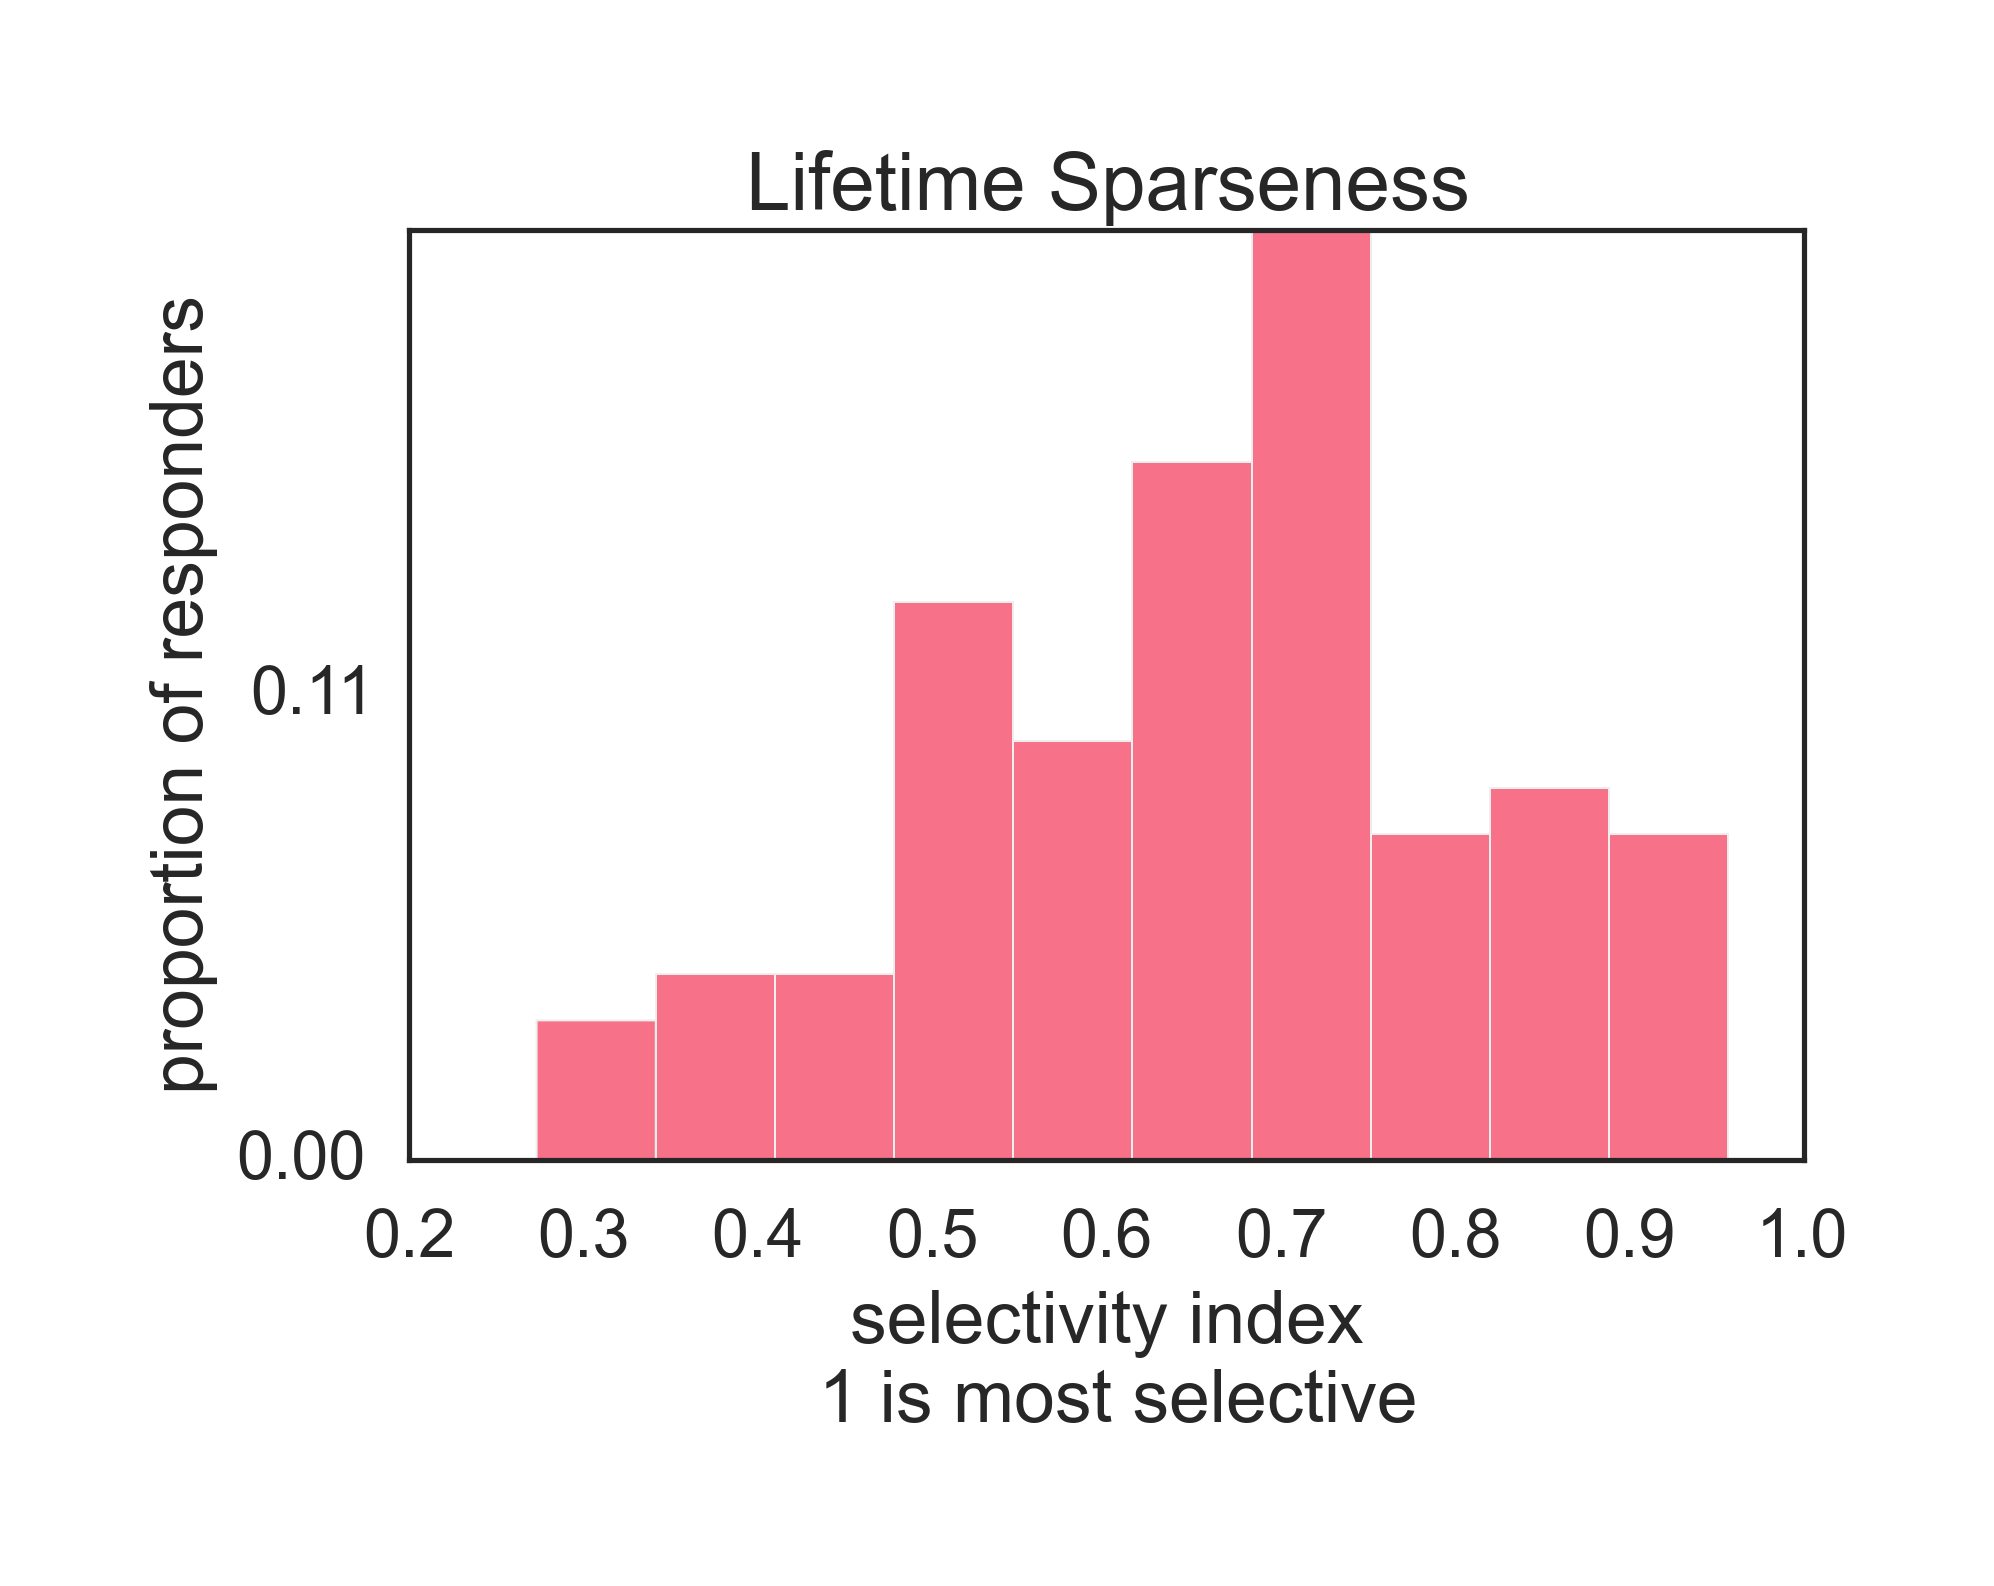 Lifetime Sparseness
proportion of responders
0.11
0.00
0.2 0.3 0.4 0.5 0.6 0.7 0.8 0.9 1.0
selectivity index
1 is most selective